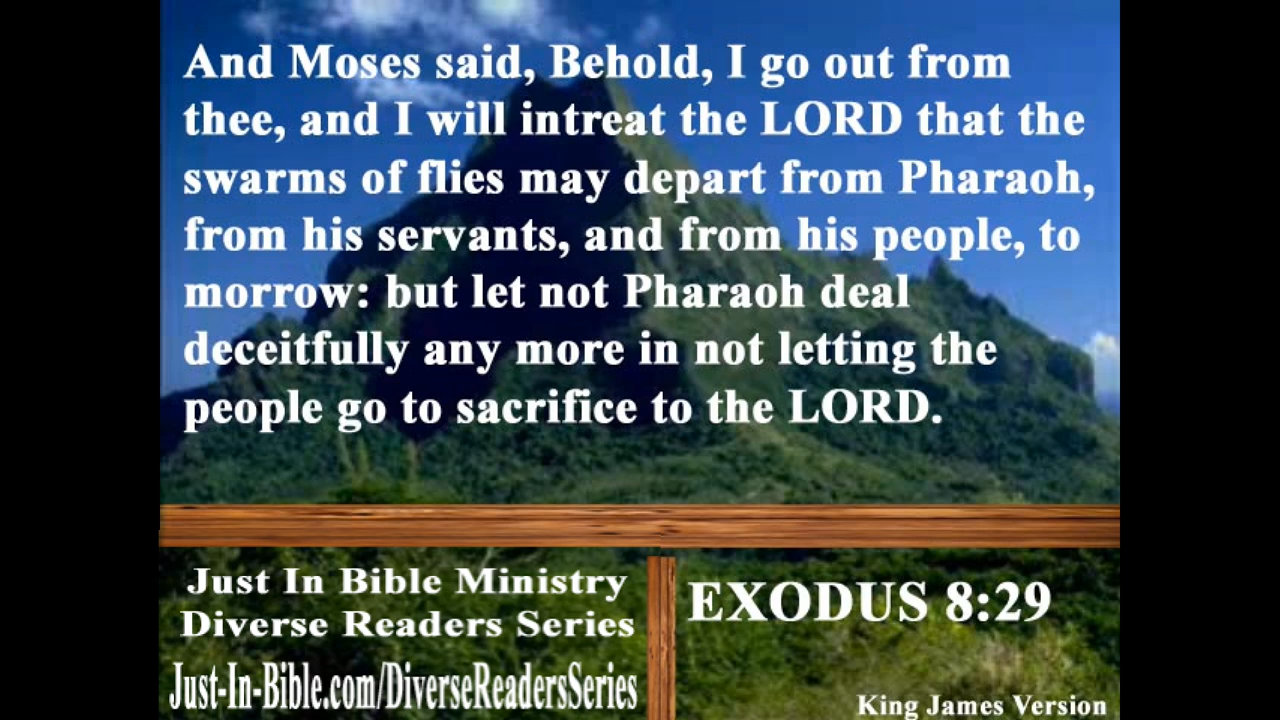 And Moses said, Behold, I go out from
thee, and I will intreat the LORD that the
swarms of flies may depart from Pharaoh,
from his servants, and from his people, to
morrow: but let not Pharaoh deal
deceitfully any more in not letting the
people go to sacrifice to the LORD.
Just In Bible Ministry
Diverse Readers Series
Just-In-Bible.com/DiverseReadersSeries
EXODUS 8:29
King James Version